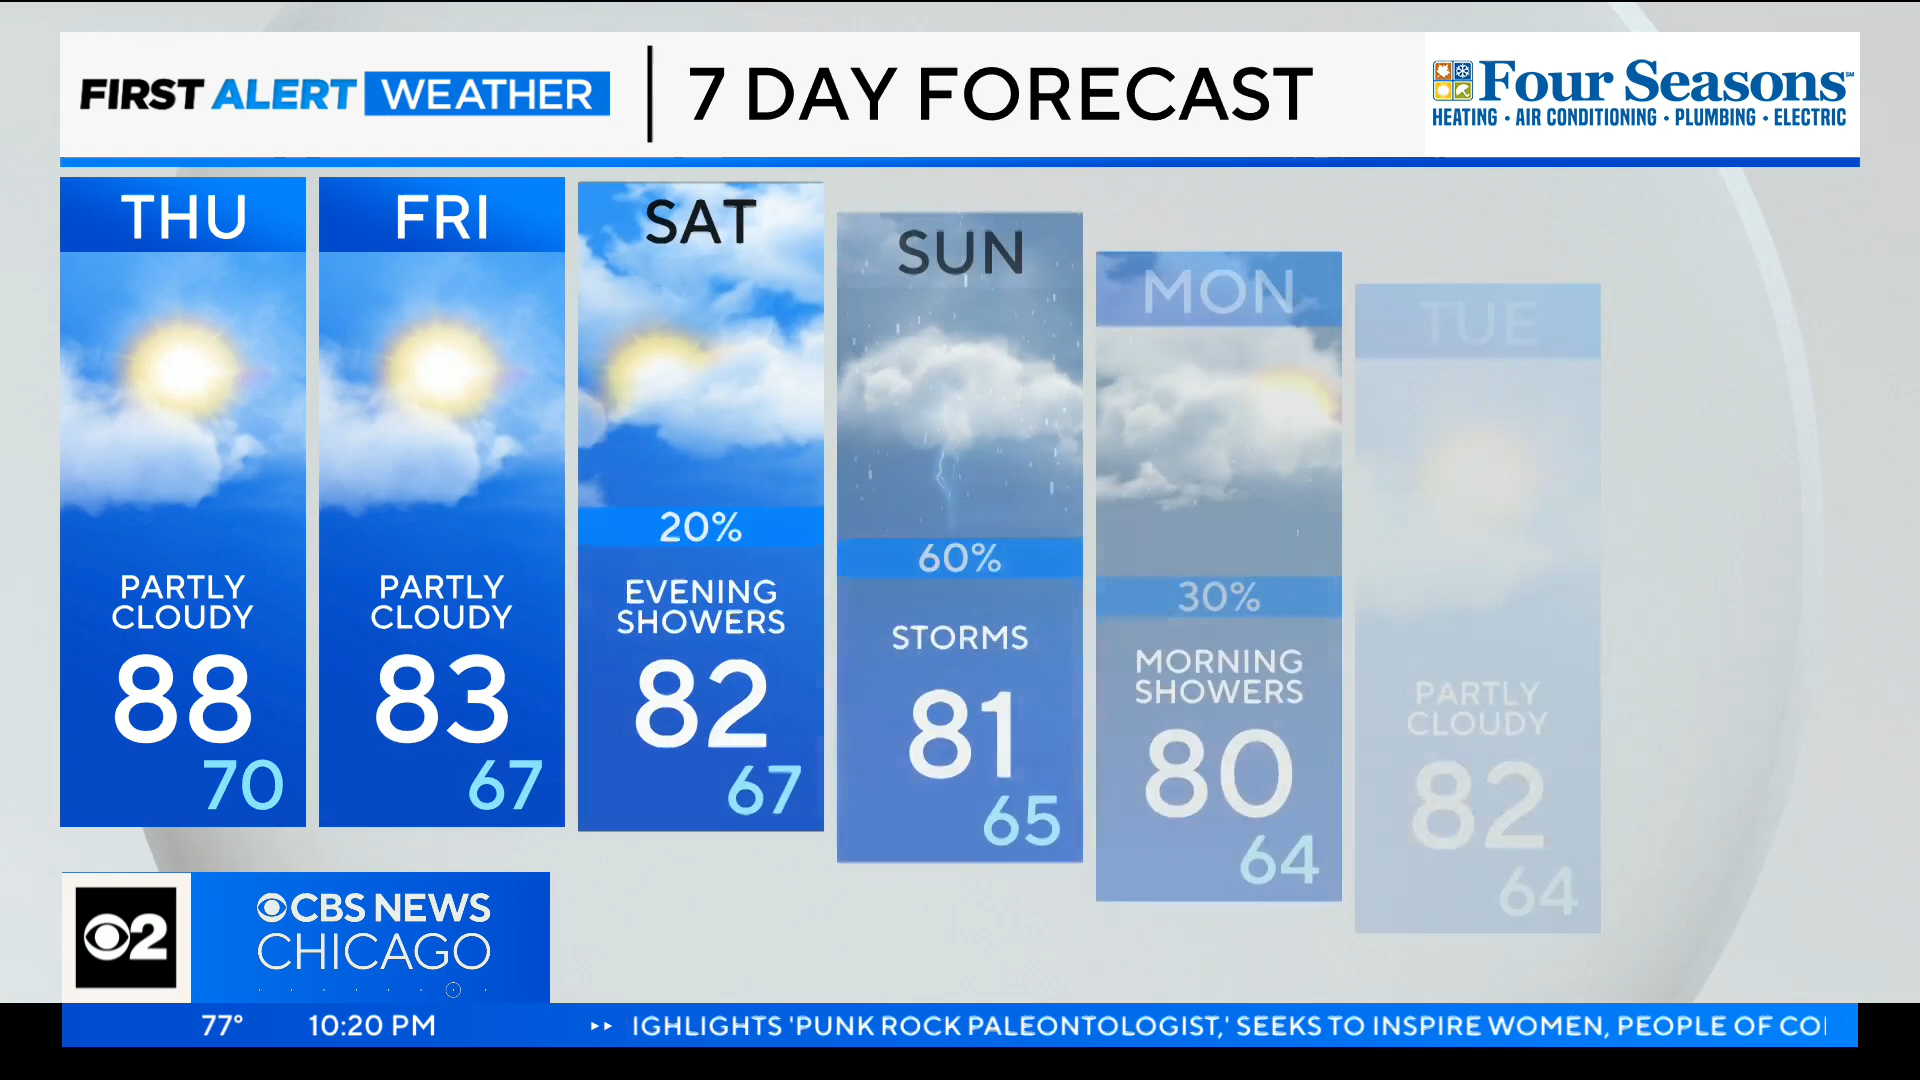 FIRST ALERT WEATHER
7 DAY FORECAST
Four Seasons℠
HEATING • AIR CONDITIONING • PLUMBING • ELECTRIC
THU
PARTLY
CLOUDY
88
70
FRI
PARTLY
CLOUDY
83
67
SAT
20%
EVENING
SHOWERS
82
67
SUN
60%
STORMS
81
65
MON
30%
MORNING
SHOWERS
80
64
TUE
PARTLY
CLOUDY
82
64
2
CBS NEWS
CHICAGO
77° 10:20 PM
IGHLIGHTS 'PUNK ROCK PALEONTOLOGIST,' SEEKS TO INSPIRE WOMEN, PEOPLE OF CO